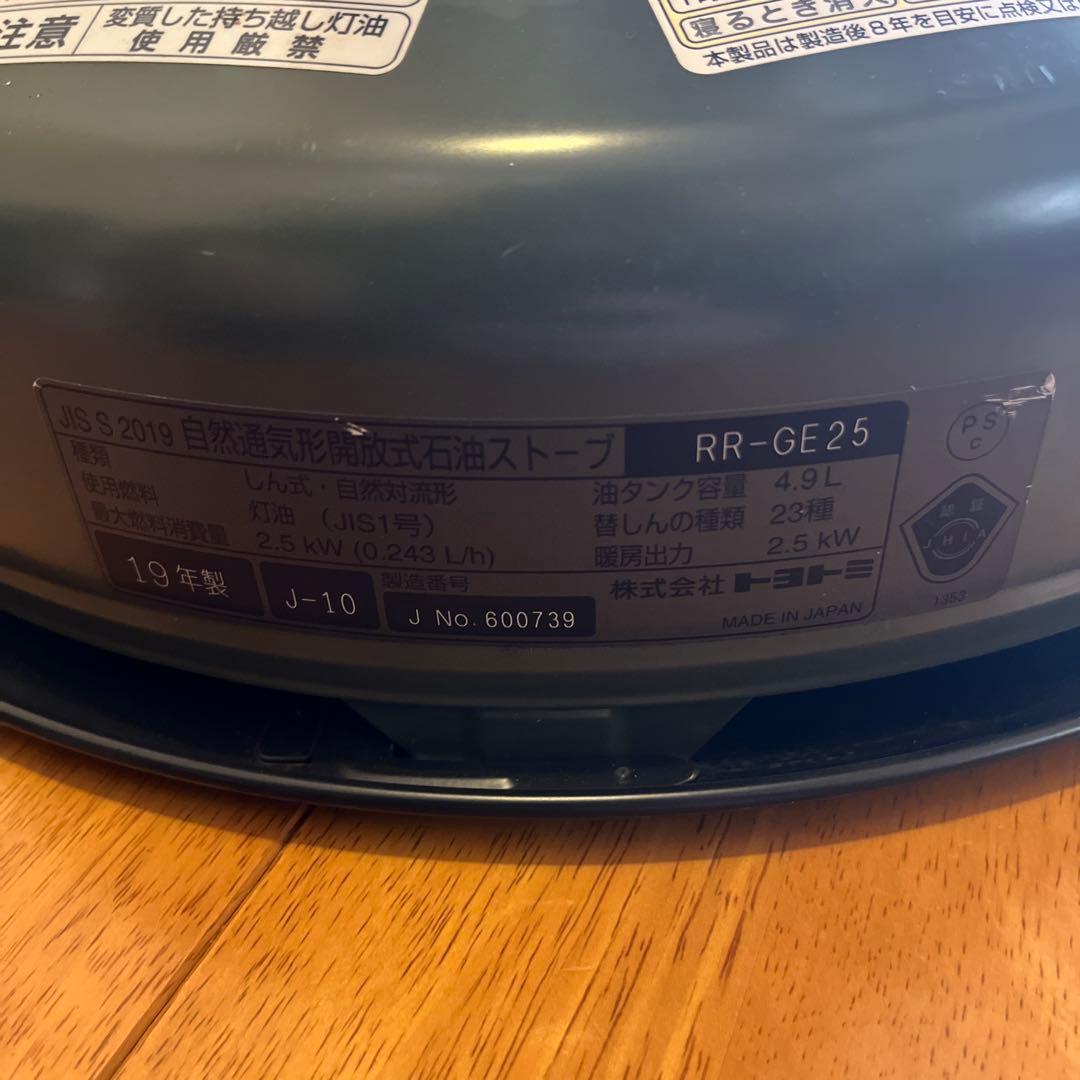 注意
変質した持ち越し灯油
使用厳禁
寝るとき消火
本製品は製造後8年を目安に点検又は
JIS S 2019 自然通気形開放式石油ストーブ RR-GE25
種類 しん式・自然対流形
使用燃料 灯油 (JIS1号)
最大燃料消費量 2.5 kW (0.243 L/h)
油タンク容量 4.9 L
替しんの種類 23種
暖房出力 2.5 kW
19年製 J-10 製造番号 J No. 600739
株式会社 トヨトミ
MADE IN JAPAN
PS
C
認証
JHIA
1353